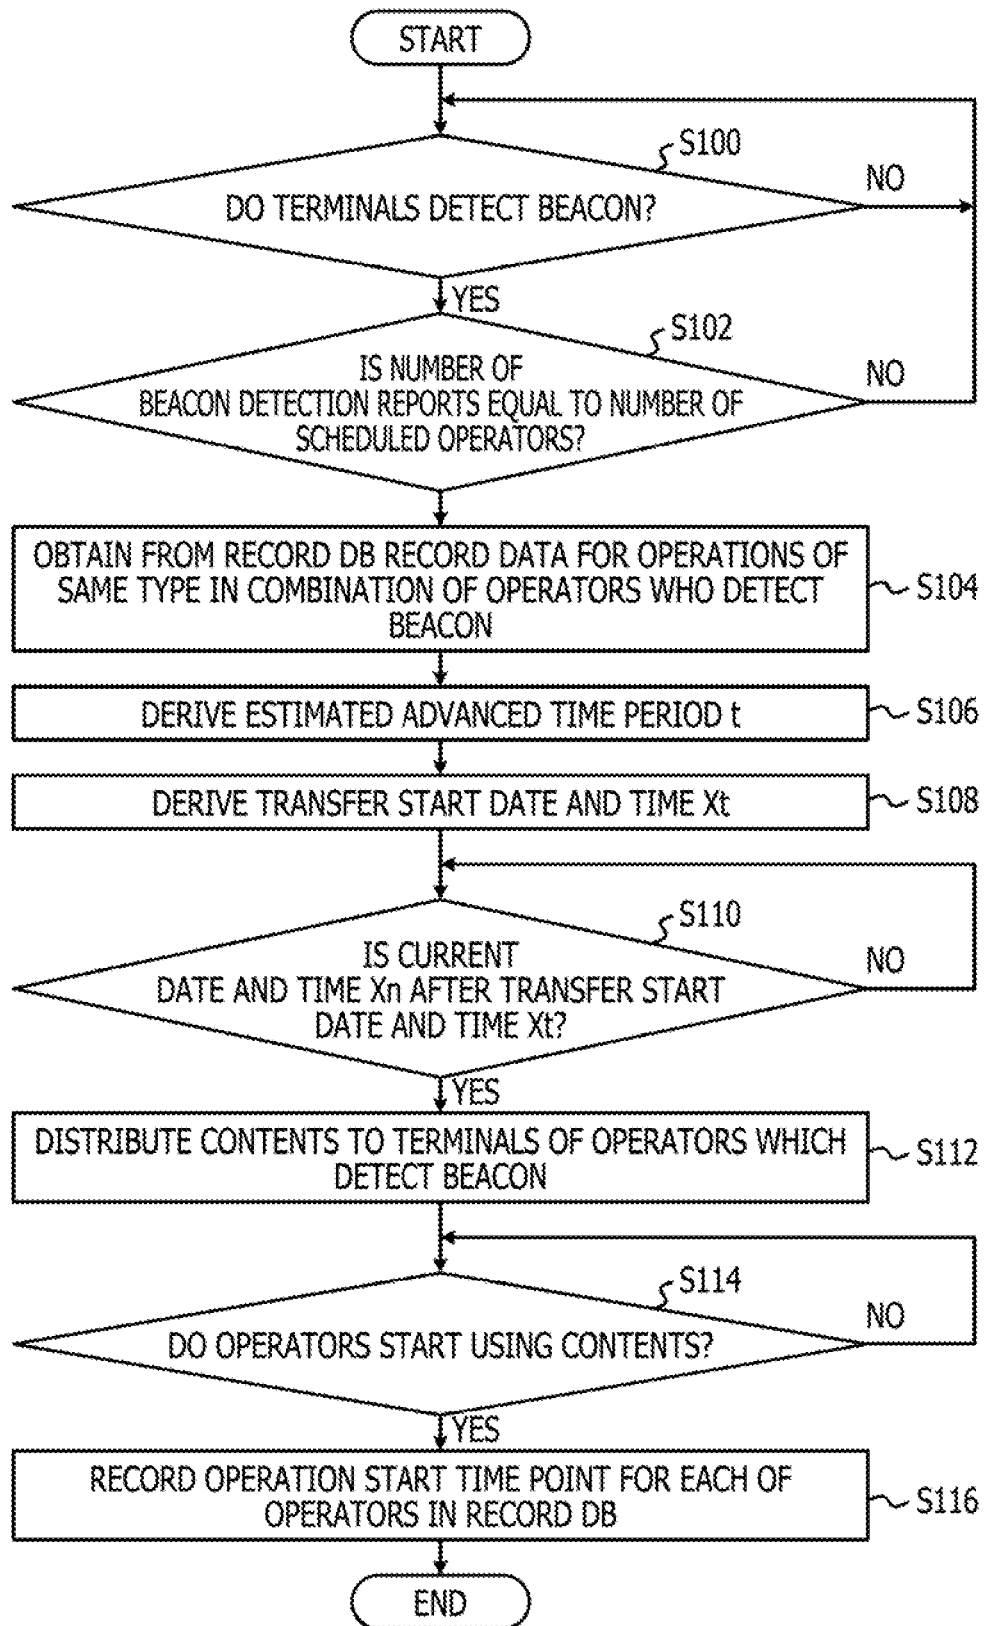 START
S100
DO TERMINALS DETECT BEACON?
NO
YES
S102
IS NUMBER OF
BEACON DETECTION REPORTS EQUAL TO NUMBER OF
SCHEDULED OPERATORS?
NO
OBTAIN FROM RECORD DB RECORD DATA FOR OPERATIONS OF
SAME TYPE IN COMBINATION OF OPERATORS WHO DETECT
BEACON
S104
DERIVE ESTIMATED ADVANCED TIME PERIOD t
S106
DERIVE TRANSFER START DATE AND TIME Xt
S108
S110
IS CURRENT
DATE AND TIME Xn AFTER TRANSFER START
DATE AND TIME Xt?
NO
YES
DISTRIBUTE CONTENTS TO TERMINALS OF OPERATORS WHICH
DETECT BEACON
S112
S114
DO OPERATORS START USING CONTENTS?
NO
YES
RECORD OPERATION START TIME POINT FOR EACH OF
OPERATORS IN RECORD DB
S116
END